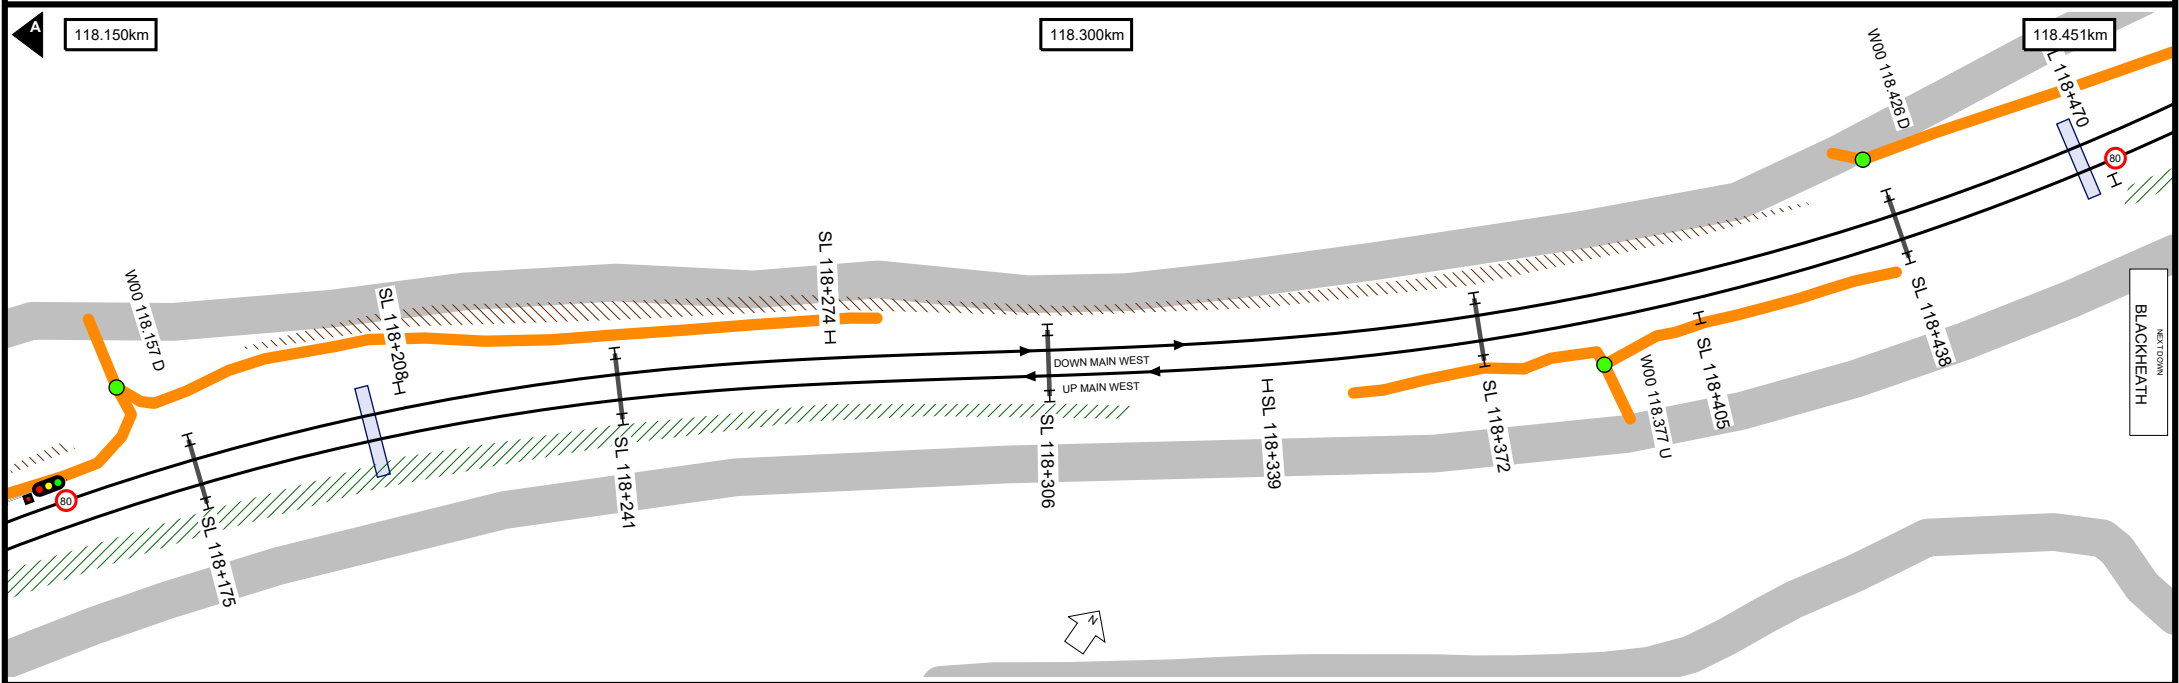 A
118.150km
118.300km
118.451km
W00 118.426 D
L 118+470
80
SL 118+274
W00 118.157 D
SL 118+208
DOWN MAIN WEST
UP MAIN WEST
SL 118+438
SL 118+405
W00 118.377 U
SL 118+372
SL 118+339
SL 118+306
SL 118+241
SL 118+175
80
NEXT DOWN
BLACKHEATH
N